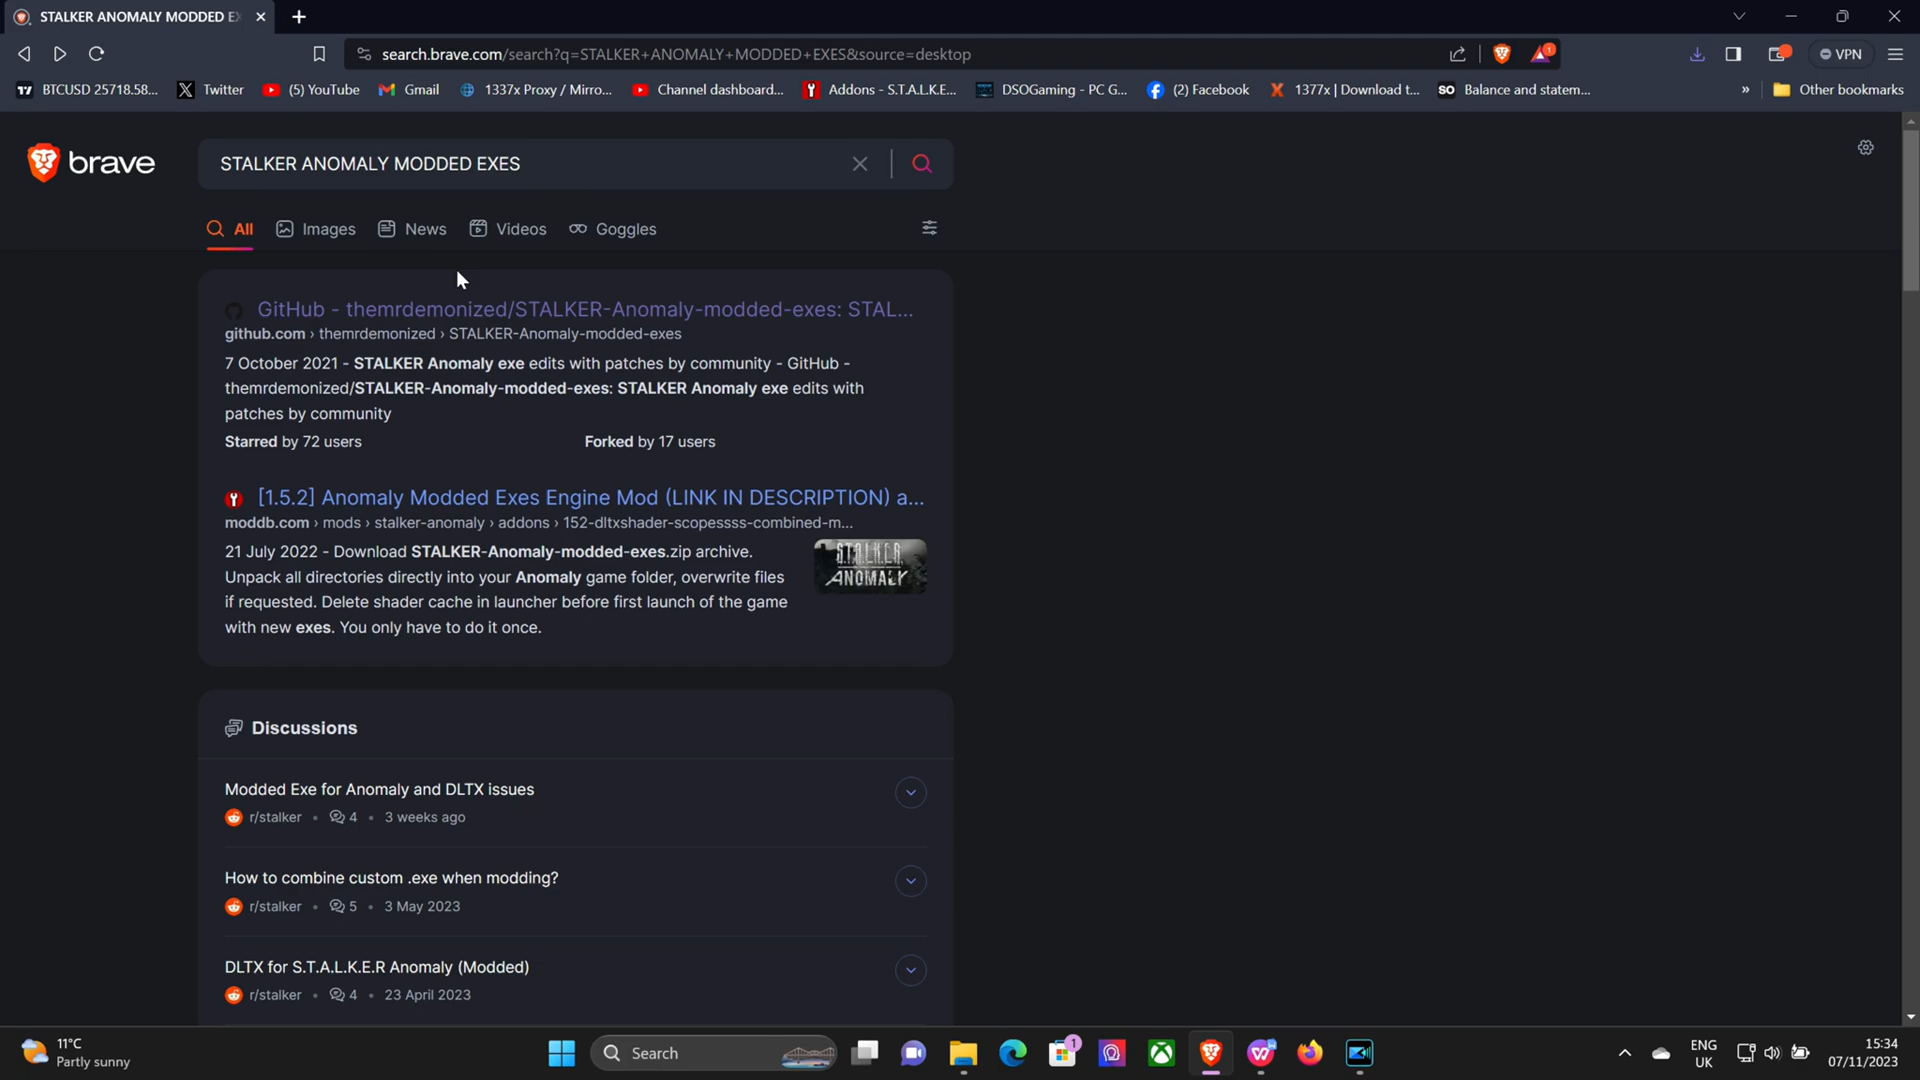 STALKER ANOMALY MODDED EX
search.brave.com/search?q=STALKER+ANOMALY+MODDED+EXES&source=desktop
1
VPN
BTCUSD 25718.58...
Twitter
(5) YouTube
Gmail
1337x Proxy / Mirro...
Channel dashboard...
Addons - S.T.A.L.K.E...
DSOGaming - PC G...
(2) Facebook
1377x | Download t...
SO
Balance and statem...
»
Other bookmarks
brave
STALKER ANOMALY MODDED EXES
All
Images
News
Videos
Goggles
GitHub - themrdemonized/STALKER-Anomaly-modded-exes: STAL...
github.com › themrdemonized › STALKER-Anomaly-modded-exes
7 October 2021 - STALKER Anomaly exe edits with patches by community - GitHub -
themrdemonized/STALKER-Anomaly-modded-exes: STALKER Anomaly exe edits with
patches by community
Starred by 72 users
Forked by 17 users
[1.5.2] Anomaly Modded Exes Engine Mod (LINK IN DESCRIPTION) a...
moddb.com › mods › stalker-anomaly › addons › 152-dltxshader-scopessss-combined-m...
21 July 2022 - Download STALKER-Anomaly-modded-exes.zip archive.
Unpack all directories directly into your Anomaly game folder, overwrite files
if requested. Delete shader cache in launcher before first launch of the game
with new exes. You only have to do it once.
S.T.A.L.K.E.R.
ANOMALY
Discussions
Modded Exe for Anomaly and DLTX issues
r/stalker • 4 • 3 weeks ago
How to combine custom .exe when modding?
r/stalker • 5 • 3 May 2023
DLTX for S.T.A.L.K.E.R Anomaly (Modded)
r/stalker • 4 • 23 April 2023
11°C
Partly sunny
Search
1
ENG
UK
15:34
07/11/2023